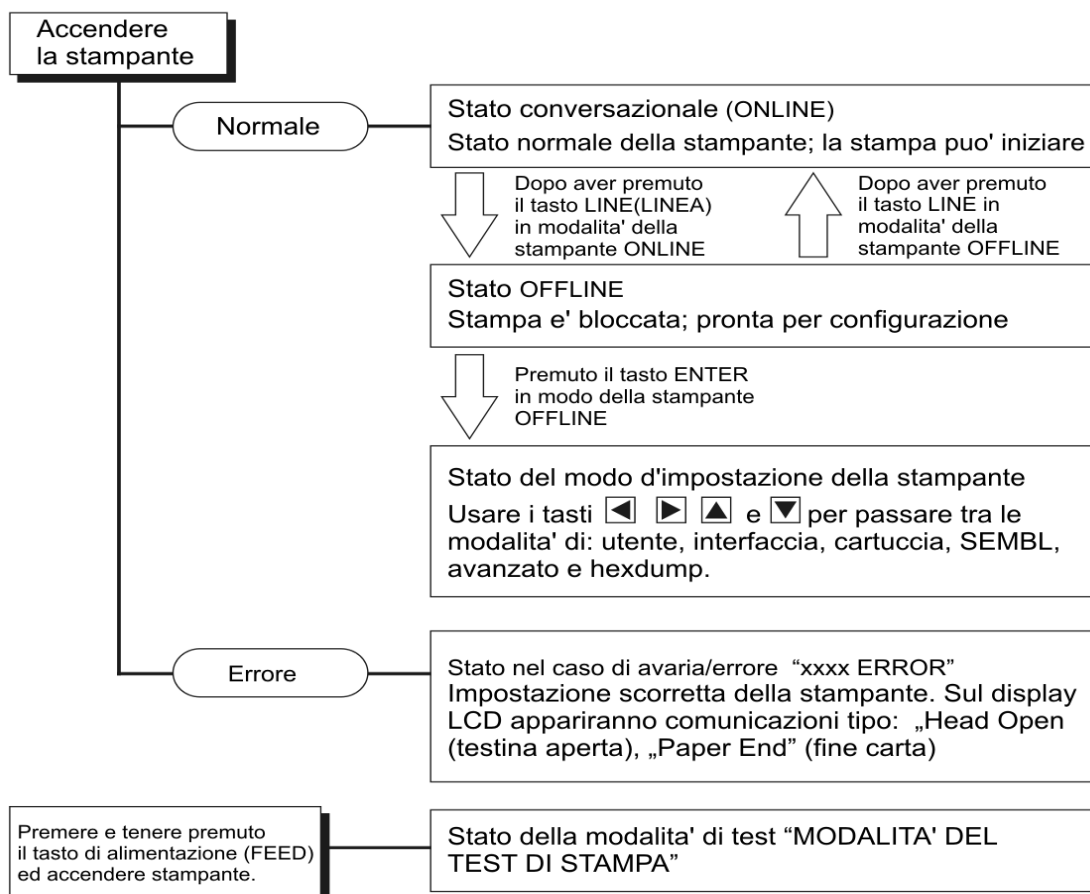 Accendere
la stampante
Normale
Stato conversazionale (ONLINE)
Stato normale della stampante; la stampa puo' iniziare
Dopo aver premuto
il tasto LINE(LINEA)
in modalita' della
stampante ONLINE
Dopo aver premuto
il tasto LINE in
modalita' della
stampante OFFLINE
Stato OFFLINE
Stampa e' bloccata; pronta per configurazione
Premuto il tasto ENTER
in modo della stampante
OFFLINE
Stato del modo d'impostazione della stampante
Usare i tasti ◄ ► ▲ e ▼ per passare tra le
modalita' di: utente, interfaccia, cartuccia, SEMBL,
avanzato e hexdump.
Errore
Stato nel caso di avaria/errore “xxxx ERROR”
Impostazione scorretta della stampante. Sul display
LCD appariranno comunicazioni tipo: „Head Open
(testina aperta), „Paper End” (fine carta)
Premere e tenere premuto
il tasto di alimentazione (FEED)
ed accendere stampante.
Stato della modalita' di test “MODALITA' DEL
TEST DI STAMPA”